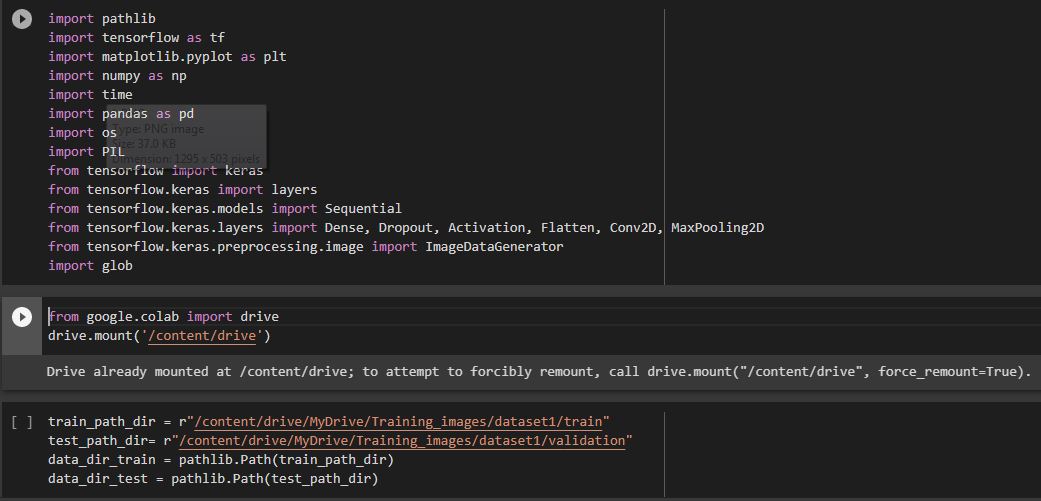 import pathlib
import tensorflow as tf
import matplotlib.pyplot as plt
import numpy as np
import time
import pandas as pd
import os
Type: PNG image
Size: 37.0 KB
import PIL
Dimension: 1295 x 503 pixels
from tensorflow import keras
from tensorflow.keras import layers
from tensorflow.keras.models import Sequential
from tensorflow.keras.layers import Dense, Dropout, Activation, Flatten, Conv2D, MaxPooling2D
from tensorflow.keras.preprocessing.image import ImageDataGenerator
import glob
from google.colab import drive
drive.mount('/content/drive')
Drive already mounted at /content/drive; to attempt to forcibly remount, call drive.mount("/content/drive", force_remount=True).
[ ] train_path_dir = r"/content/drive/MyDrive/Training_images/dataset1/train"
test_path_dir= r"/content/drive/MyDrive/Training_images/dataset1/validation"
data_dir_train = pathlib.Path(train_path_dir)
data_dir_test = pathlib.Path(test_path_dir)